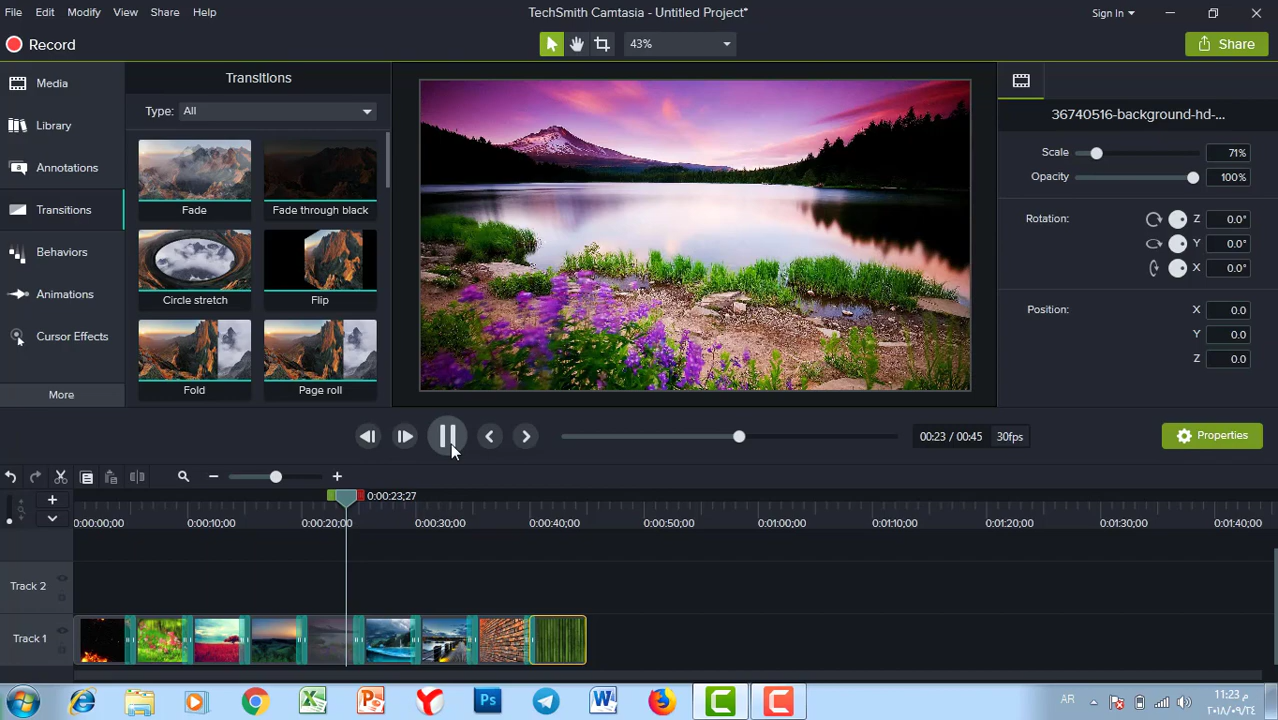 File Edit Modify View Share Help
TechSmith Camtasia - Untitled Project*
Sign In
Record
43%
Share
Media
Library
Annotations
Transitions
Behaviors
Animations
Cursor Effects
More
Transitions
Type: All
Fade
Fade through black
Circle stretch
Flip
Fold
Page roll
36740516-background-hd-...
Scale 71%
Opacity 100%
Rotation: Z 0.0°
Y 0.0°
X 0.0°
Position: X 0.0
Y 0.0
Z 0.0
00:23 / 00:45 30fps
Properties
0:00:23;27
0:00:00;00 0:00:10;00 0:00:20;00 0:00:30;00 0:00:40;00 0:00:50;00 0:01:00;00 0:01:10;00 0:01:20;00 0:01:30;00 0:01:40;00
Track 2
Track 1
AR
11:23 م
٢٠١٨/٠٩/٢٤